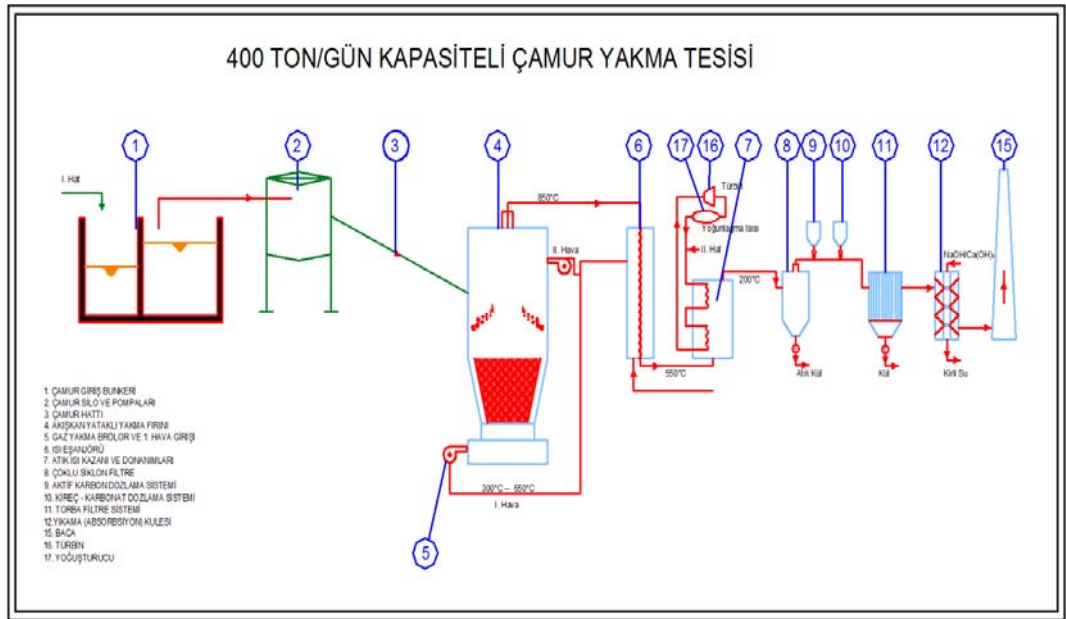 400 TON/GÜN KAPASİTELİ ÇAMUR YAKMA TESİSİ
1
2
3
4
6
17
16
7
8
9
10
11
12
15
I. Hat
850°C
Türbin
Yoğunlaşma Isısı
II. Hava
II. Hat
200°C
NaOH/Ca(OH)₂
550°C
Atık Kül
Kül
Kirli Su
300°C – 650°C
I. Hava
5
1. ÇAMUR GİRİŞ BUNKERİ
2. ÇAMUR SİLO VE POMPALARI
3. ÇAMUR HATTI
4. AKIŞKAN YATAKLI YAKMA FIRINI
5. GAZ YAKMA BRÜLÖR VE 1. HAVA GİRİŞİ
6. ISI EŞANJÖRÜ
7. ATIK ISI KAZANI VE DONANIMLARI
8. ÇOKLU SİKLON FİLTRE
9. AKTİF KARBON DOZLAMA SİSTEMİ
10. KİREÇ - KARBONAT DOZLAMA SİSTEMİ
11. TORBA FİLTRE SİSTEMİ
12.YIKAMA (ABSORBSİYON) KULESİ
15. BACA
16. TÜRBİN
17. YOĞUŞTURUCU